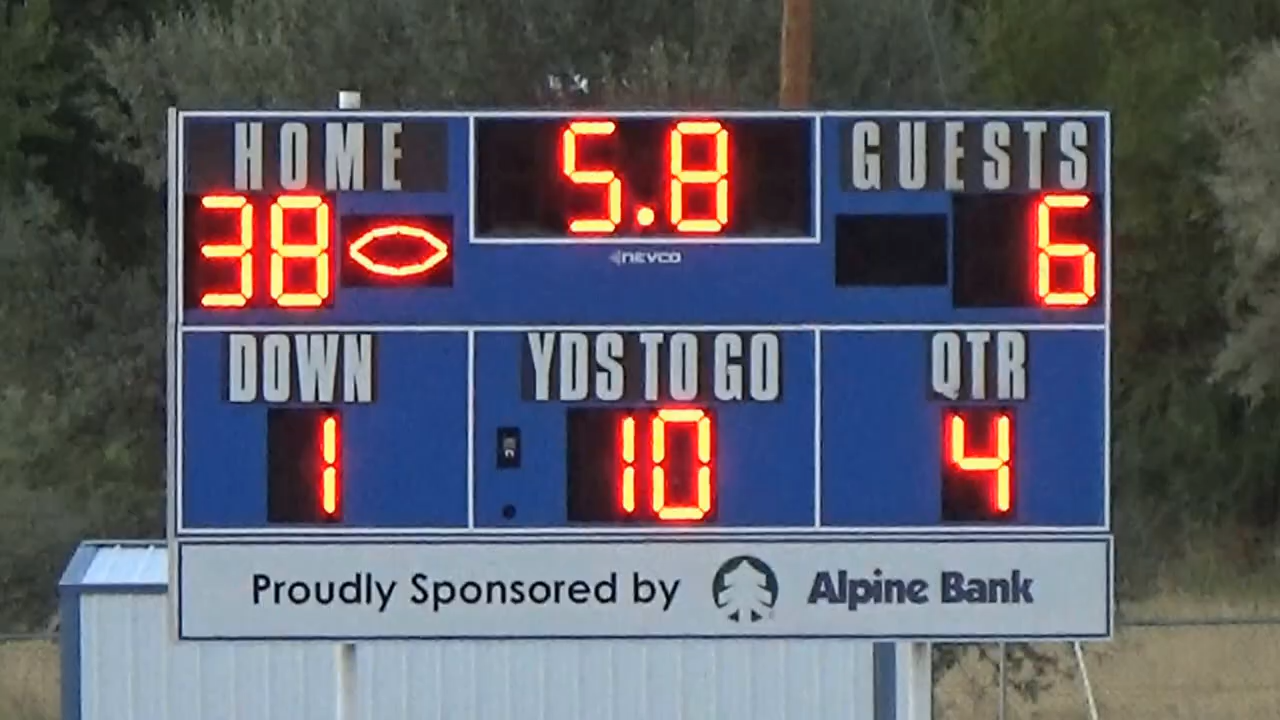 HOME 5.8 GUESTS
38 6
NEVCO
DOWN YDS TO GO QTR
1 10 4
Proudly Sponsored by Alpine Bank